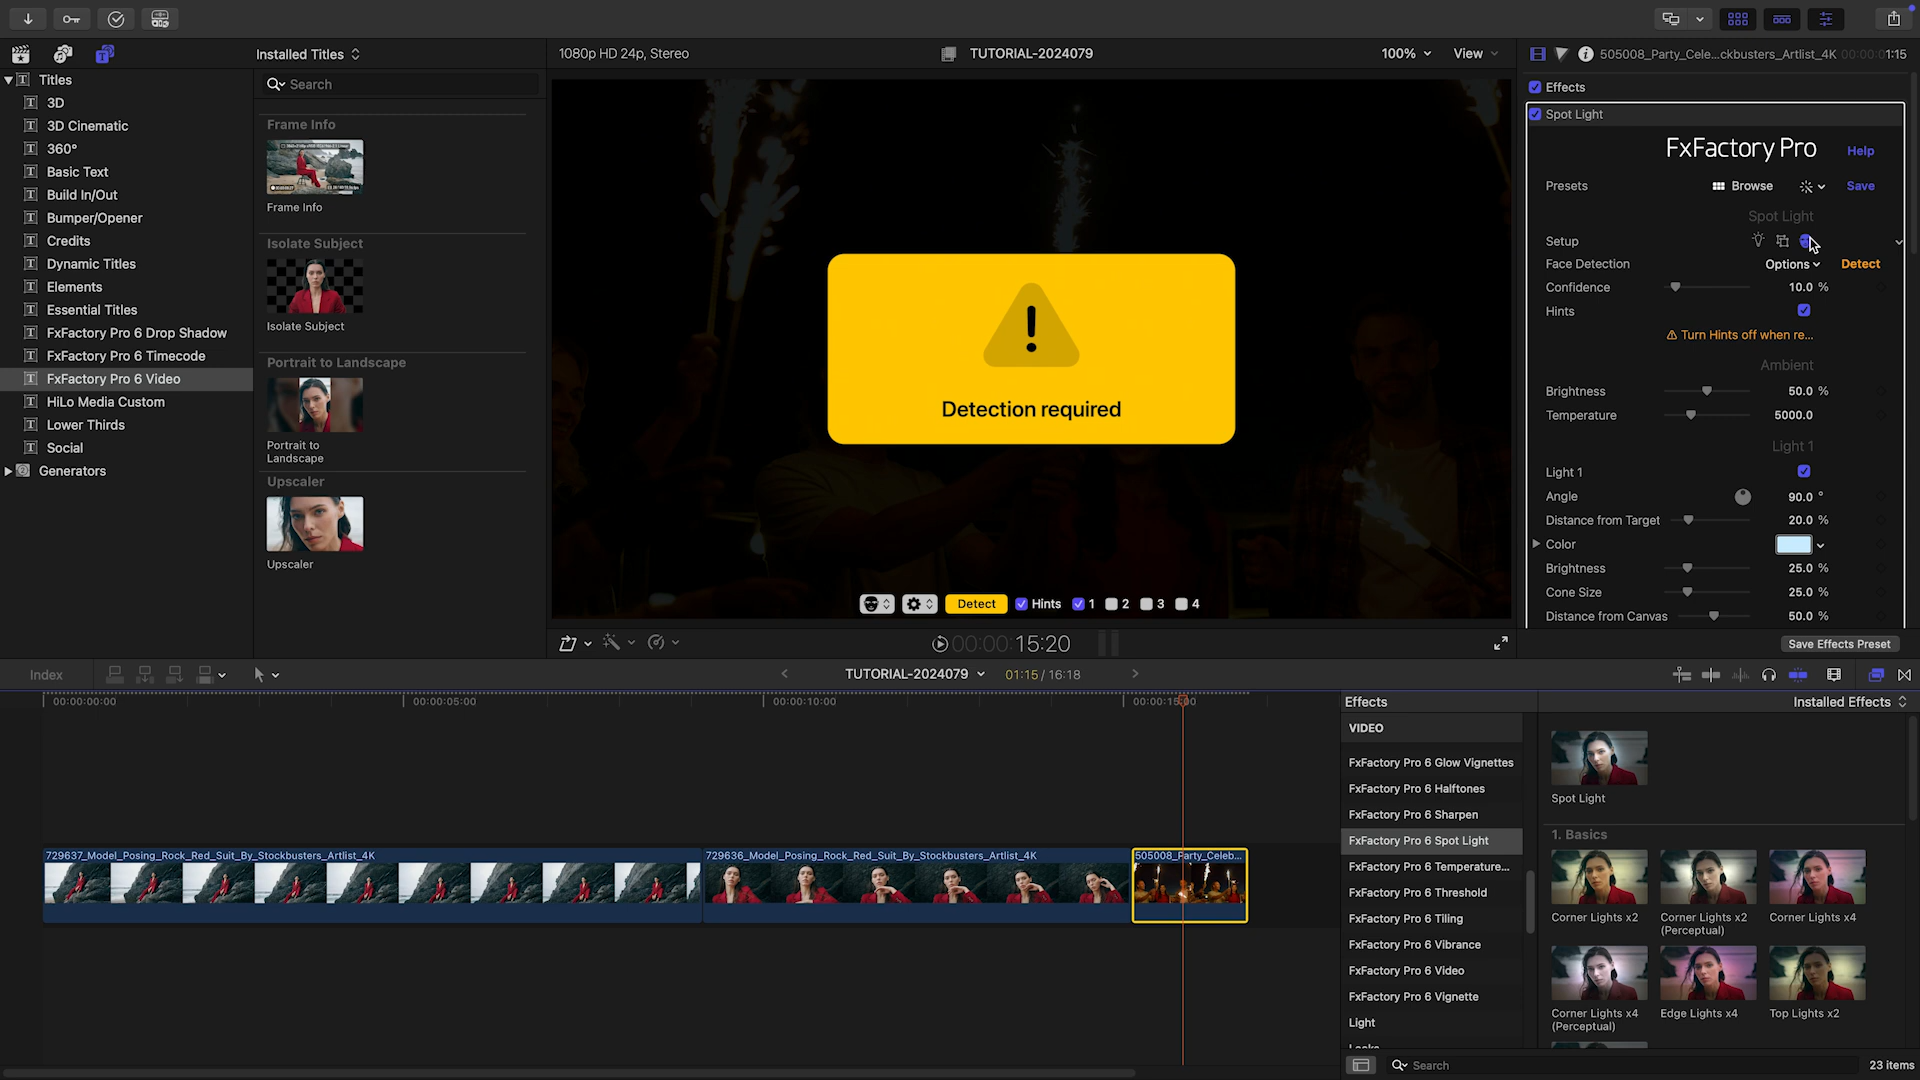 Installed Titles
1080p HD 24p, Stereo
TUTORIAL-2024079
100%
View
505008_Party_Cele...ckbusters_Artlist_4K
00:00:01:15
Titles
3D
3D Cinematic
360°
Basic Text
Build In/Out
Bumper/Opener
Credits
Dynamic Titles
Elements
Essential Titles
FxFactory Pro 6 Drop Shadow
FxFactory Pro 6 Timecode
FxFactory Pro 6 Video
HiLo Media Custom
Lower Thirds
Social
Generators
Search
Frame Info
Frame Info
Isolate Subject
Isolate Subject
Portrait to Landscape
Portrait to
Landscape
Upscaler
Upscaler
!
Detection required
Detect
Hints
1
2
3
4
00:00:15:20
Effects
Spot Light
FxFactory Pro
Help
Presets
Browse
Save
Spot Light
Setup
Face Detection
Options
Detect
Confidence
10.0 %
Hints
Turn Hints off when re...
Ambient
Brightness
50.0 %
Temperature
5000.0
Light 1
Light 1
Angle
90.0 °
Distance from Target
20.0 %
Color
Brightness
25.0 %
Cone Size
25.0 %
Distance from Canvas
50.0 %
Save Effects Preset
Index
TUTORIAL-2024079
01:15 / 16:18
00:00:00:00
00:00:05:00
00:00:10:00
00:00:15:00
729637_Model_Posing_Rock_Red_Suit_By_Stockbusters_Artlist_4K
729636_Model_Posing_Rock_Red_Suit_By_Stockbusters_Artlist_4K
505008_Party_Celeb...
Effects
Installed Effects
VIDEO
FxFactory Pro 6 Glow Vignettes
FxFactory Pro 6 Halftones
FxFactory Pro 6 Sharpen
FxFactory Pro 6 Spot Light
FxFactory Pro 6 Temperature...
FxFactory Pro 6 Threshold
FxFactory Pro 6 Tiling
FxFactory Pro 6 Vibrance
FxFactory Pro 6 Video
FxFactory Pro 6 Vignette
Light
Spot Light
1. Basics
Corner Lights x2
Corner Lights x2
(Perceptual)
Corner Lights x4
Corner Lights x4
(Perceptual)
Edge Lights x4
Top Lights x2
Search
23 items